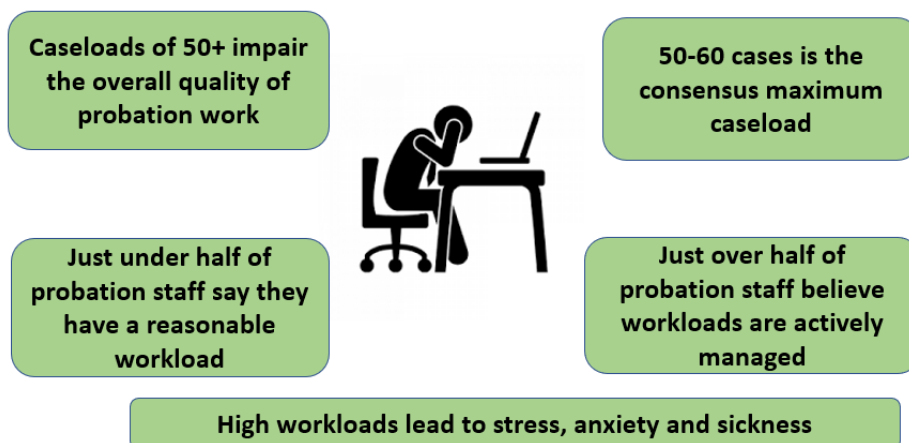 Caseloads of 50+ impair
the overall quality of
probation work
50-60 cases is the
consensus maximum
caseload
Just under half of
probation staff say they
have a reasonable
workload
Just over half of
probation staff believe
workloads are actively
managed
High workloads lead to stress, anxiety and sickness